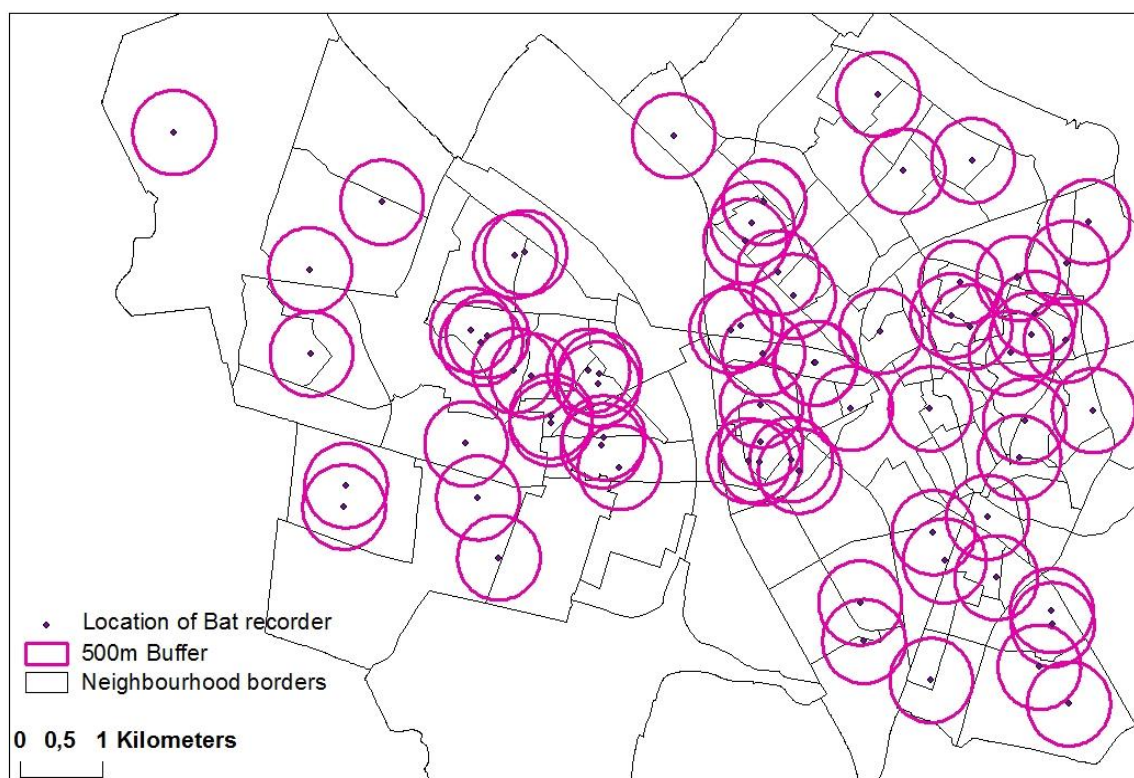 Location of Bat recorder
500m Buffer
Neighbourhood borders
0 0,5 1 Kilometers